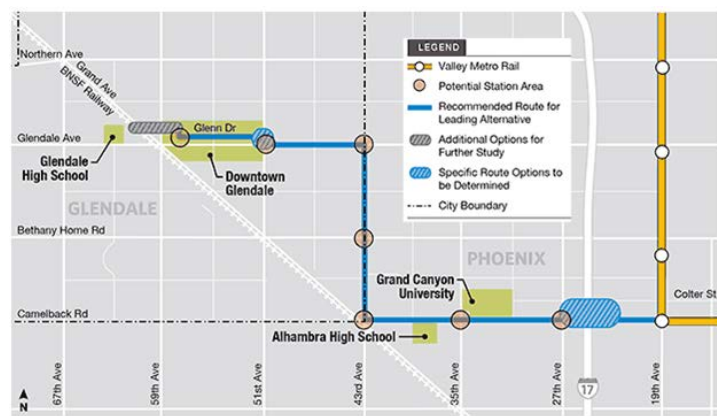 Northern Ave
Grand Ave
BNSF Railway
Glenn Dr
Glendale Ave
Glendale
High School
Downtown
Glendale
GLENDALE
Bethany Home Rd
PHOENIX
Grand Canyon
University
Colter St
Camelback Rd
Alhambra High School
67th Ave
59th Ave
51st Ave
43rd Ave
35th Ave
27th Ave
17
19th Ave
N
LEGEND
Valley Metro Rail
Potential Station Area
Recommended Route for
Leading Alternative
Additional Options for
Further Study
Specific Route Options to
be Determined
City Boundary